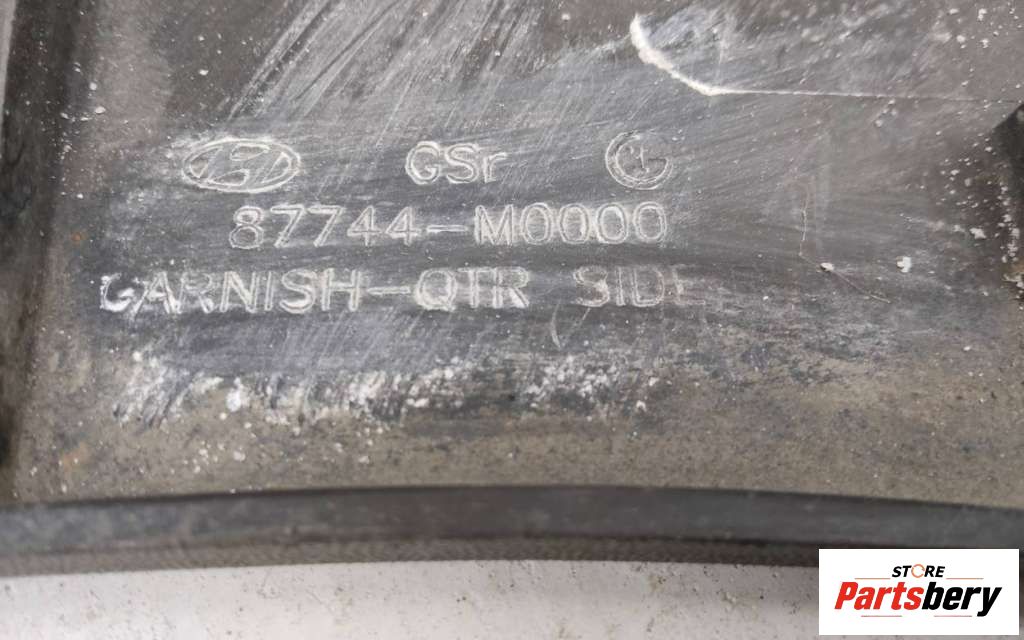 GSr
87744-M0000
GARNISH-QTR SIDE
STORE
Partsbery